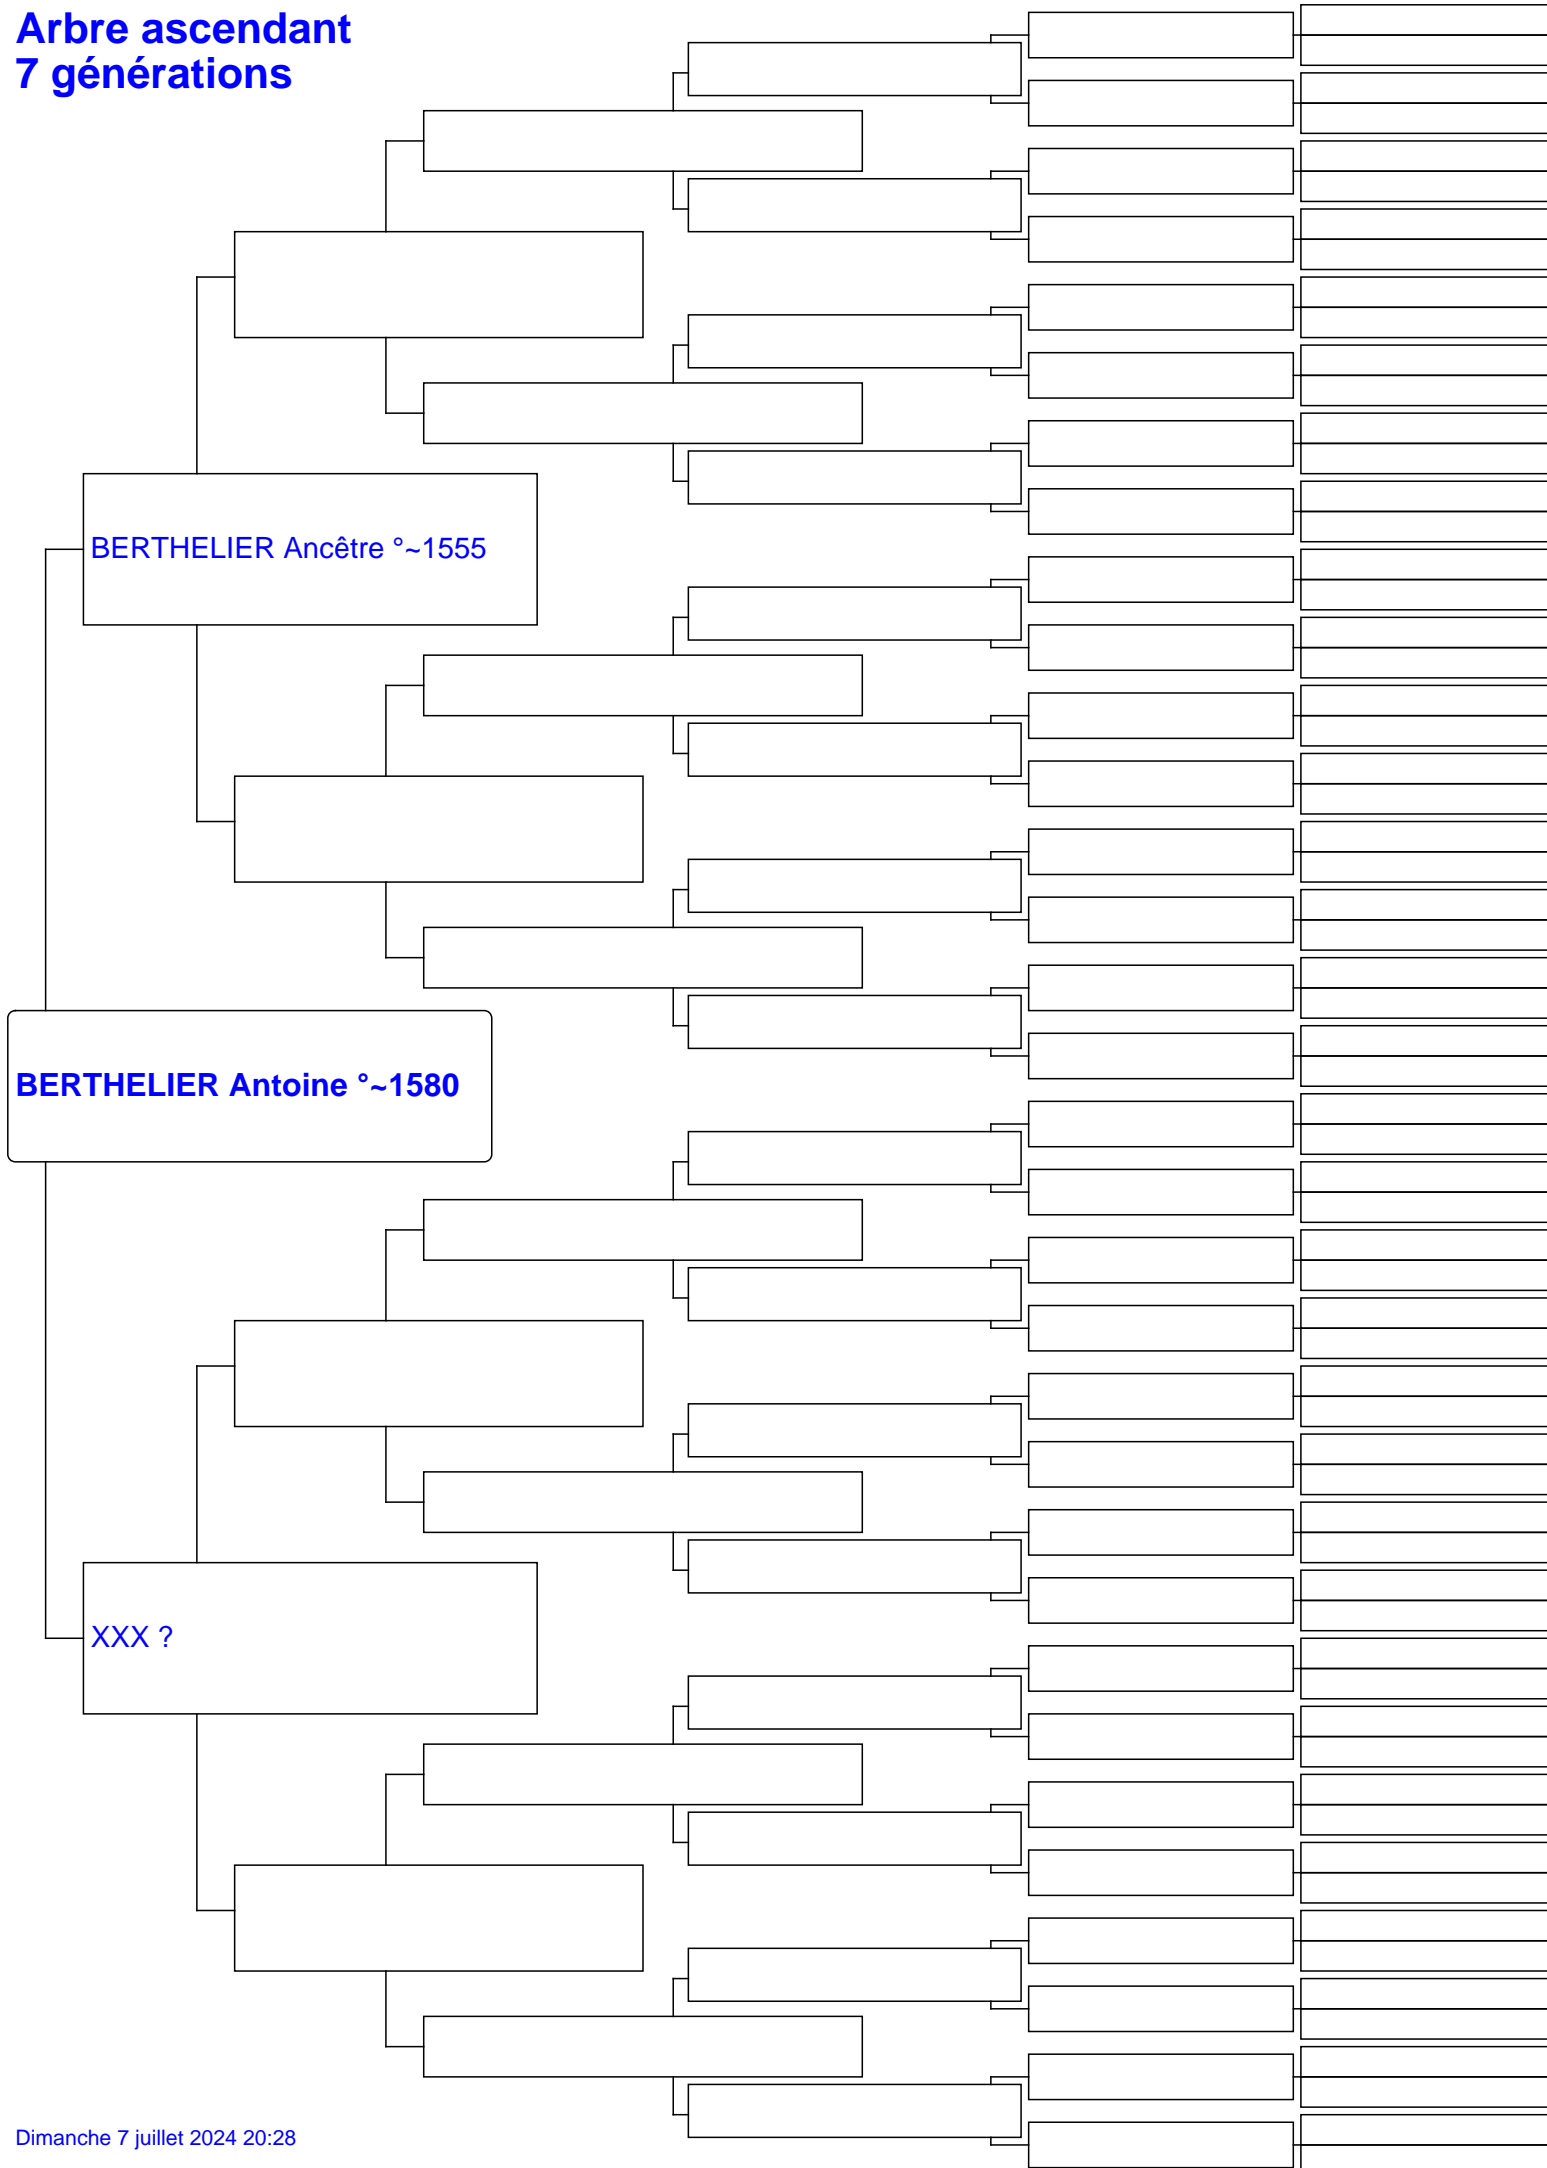 Arbre ascendant
7 générations
BERTHELIER Ancêtre °~1555
BERTHELIER Antoine °~1580
XXX ?
Dimanche 7 juillet 2024 20:28